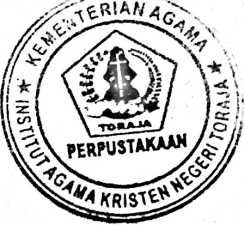 KEMENTERIAN AGAMA
TORAJA
PERPUSTAKAAN
INSTITUT AGAMA KRISTEN NEGERI TORAJA